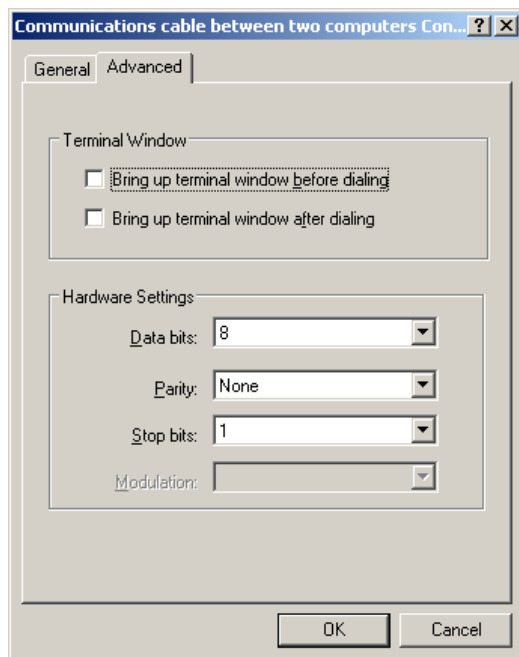 Communications cable between two computers Con...
General Advanced
Terminal Window
Bring up terminal window before dialing
Bring up terminal window after dialing
Hardware Settings
Data bits: 8
Parity: None
Stop bits: 1
Modulation:
OK Cancel